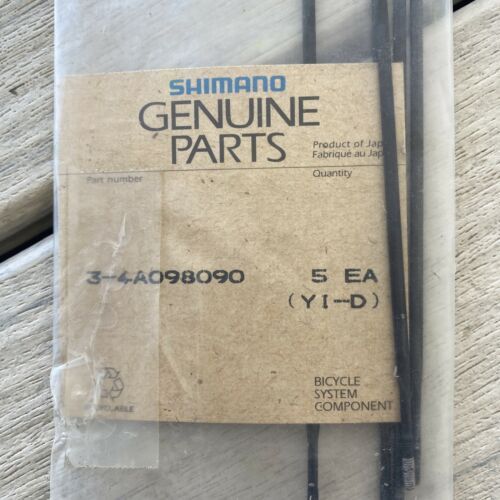 SHIMANO
GENUINE
PARTS
Product of Jap
Fabriqué au Jap
Part number
Quantity
3-4A098090
5 EA
(YI-D)
BICYCLE
SYSTEM
COMPONENT